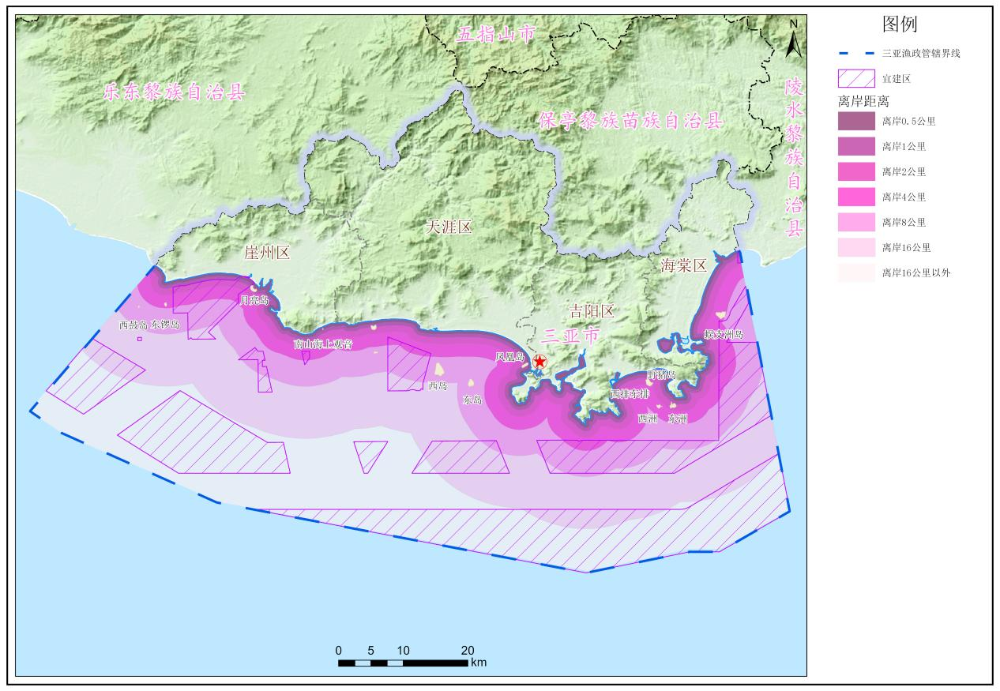 五指山市
N
乐东黎族自治县
陵水黎族自治县
保亭黎族苗族自治县
天涯区
崖州区
海棠区
月亮岛
吉阳区
西鼓岛
东锣岛
三亚市
蜈支洲岛
南山海上观音
凤凰岛
野猪岛
西岛
西排
东排
东岛
西洲
东洲
0 5 10 20
km
图例
三亚渔政管辖界线
宜建区
离岸距离
离岸0.5公里
离岸1公里
离岸2公里
离岸4公里
离岸8公里
离岸16公里
离岸16公里以外